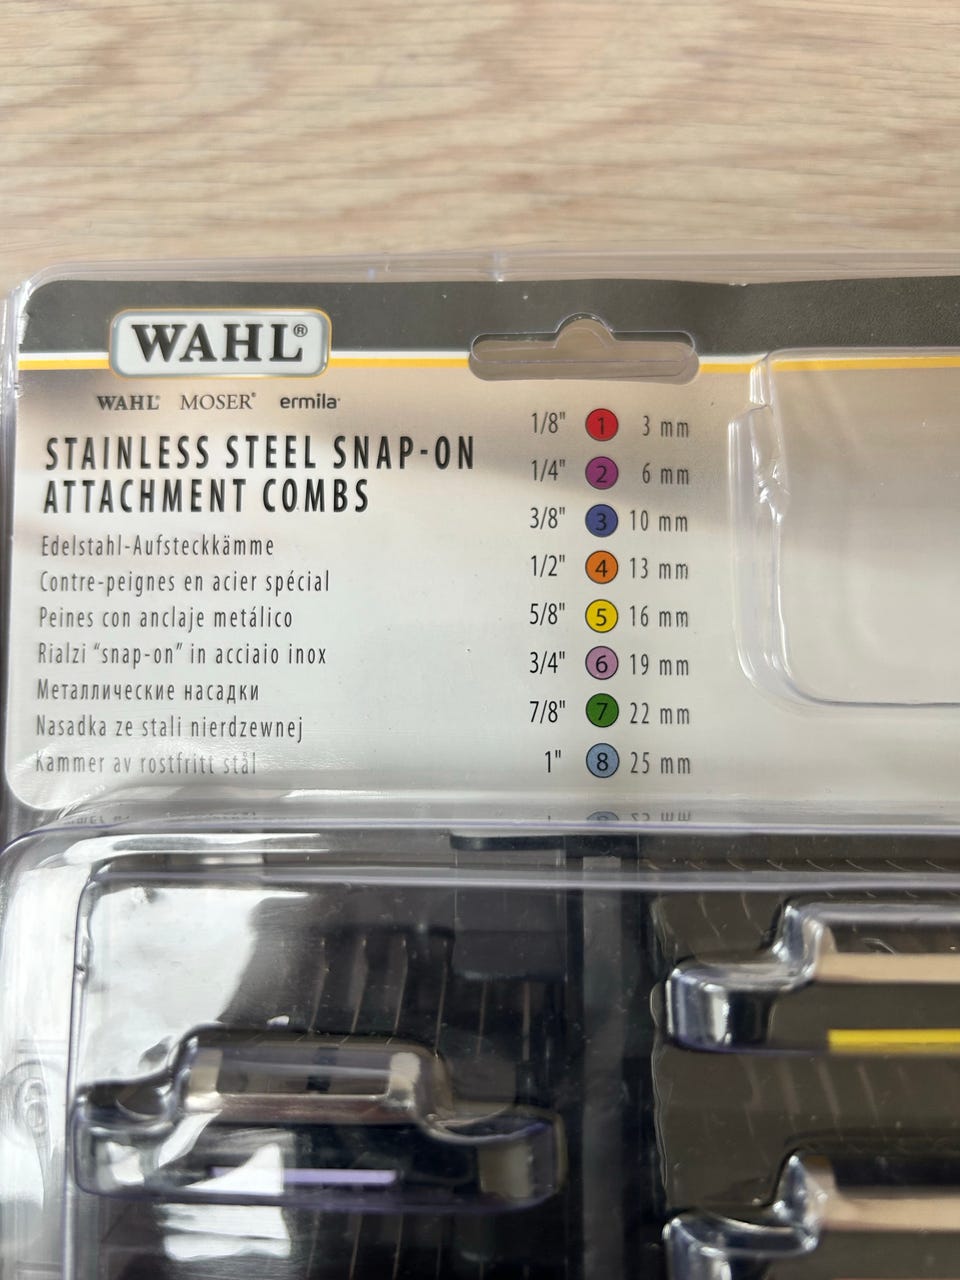 WAHL®
WAHL® MOSER® ermila®
STAINLESS STEEL SNAP-ON
ATTACHMENT COMBS
Edelstahl-Aufsteckkämme
Contre-peignes en acier spécial
Peines con anclaje metálico
Rialzi “snap-on” in acciaio inox
Металлические насадки
Nasadka ze stali nierdzewnej
Kammer av rostfritt stål
1/8" 1 3 mm
1/4" 2 6 mm
3/8" 3 10 mm
1/2" 4 13 mm
5/8" 5 16 mm
3/4" 6 19 mm
7/8" 7 22 mm
1" 8 25 mm